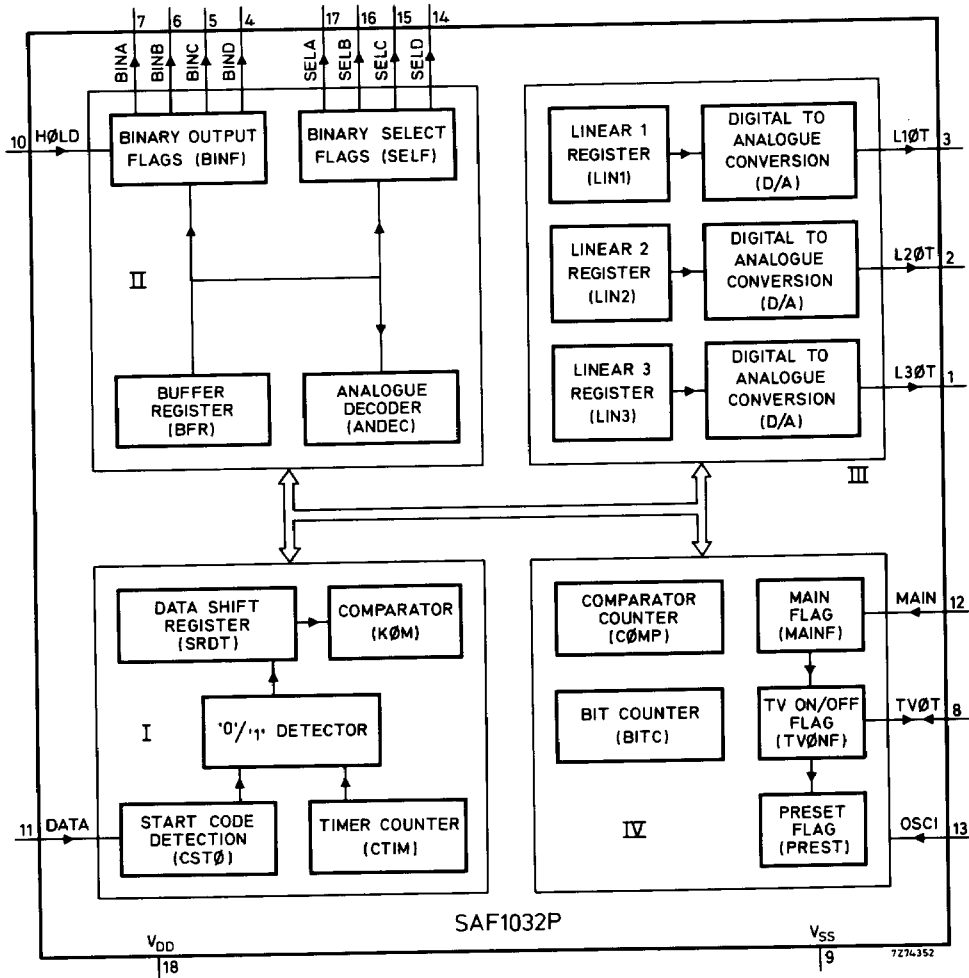 7 6 5 4 17 16 15 14
BINA BINB BINC BIND SELA SELB SELC SELD
10 HØLD
BINARY OUTPUT
FLAGS (BINF)
BINARY SELECT
FLAGS (SELF)
II
BUFFER
REGISTER
(BFR)
ANALOGUE
DECODER
(ANDEC)
LINEAR 1
REGISTER
(LIN1)
DIGITAL TO
ANALOGUE
CONVERSION
(D/A)
L1ØT 3
LINEAR 2
REGISTER
(LIN2)
DIGITAL TO
ANALOGUE
CONVERSION
(D/A)
L2ØT 2
LINEAR 3
REGISTER
(LIN3)
DIGITAL TO
ANALOGUE
CONVERSION
(D/A)
L3ØT 1
III
DATA SHIFT
REGISTER
(SRDT)
COMPARATOR
(KØM)
I
'0'/'1' DETECTOR
11 DATA
START CODE
DETECTION
(CSTØ)
TIMER COUNTER
(CTIM)
COMPARATOR
COUNTER
(CØMP)
MAIN
FLAG
(MAINF)
MAIN 12
BIT COUNTER
(BITC)
TV ON/OFF
FLAG
(TVØNF)
TVØT 8
IV
PRESET
FLAG
(PREST)
OSCI 13
SAF1032P
VDD
18
VSS
9
7Z74352